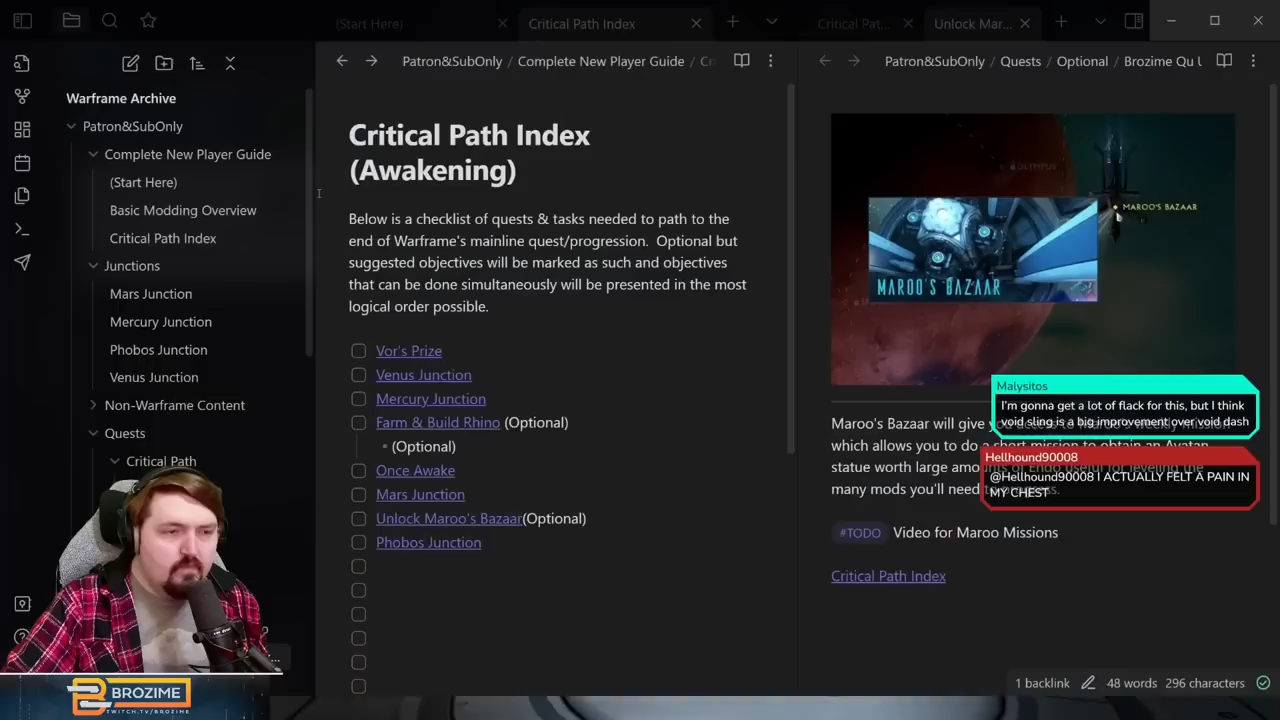 (Start Here)
Critical Path Index
Critical Pat...
Unlock Mar...
Warframe Archive
Patron&SubOnly
Complete New Player Guide
(Start Here)
Basic Modding Overview
Critical Path Index
Junctions
Mars Junction
Mercury Junction
Phobos Junction
Venus Junction
Non-Warframe Content
Quests
Critical Path
Patron&SubOnly / Complete New Player Guide /
Critical Path Index
(Awakening)
Below is a checklist of quests & tasks needed to path to the
end of Warframe's mainline quest/progression. Optional but
suggested objectives will be marked as such and objectives
that can be done simultaneously will be presented in the most
logical order possible.
Vor's Prize
Venus Junction
Mercury Junction
Farm & Build Rhino (Optional)
(Optional)
Once Awake
Mars Junction
Unlock Maroo's Bazaar(Optional)
Phobos Junction
Patron&SubOnly / Quests / Optional / Brozime Qu U
OLYMPUS
MAROO'S BAZAAR
MAROO'S BAZAAR
Malysitos
I'm gonna get a lot of flack for this, but I think
void sling is a big improvement over void dash
Hellhound90008
@Hellhound90008 I ACTUALLY FELT A PAIN IN
MY CHEST
Maroo's Bazaar will give
which allows you to do a short mission to obtain an Ayatan
statue worth large
many mods you'll need
#TODO Video for Maroo Missions
Critical Path Index
1 backlink 48 words 296 characters
BROZIME
TWITCH.TV/BROZIME